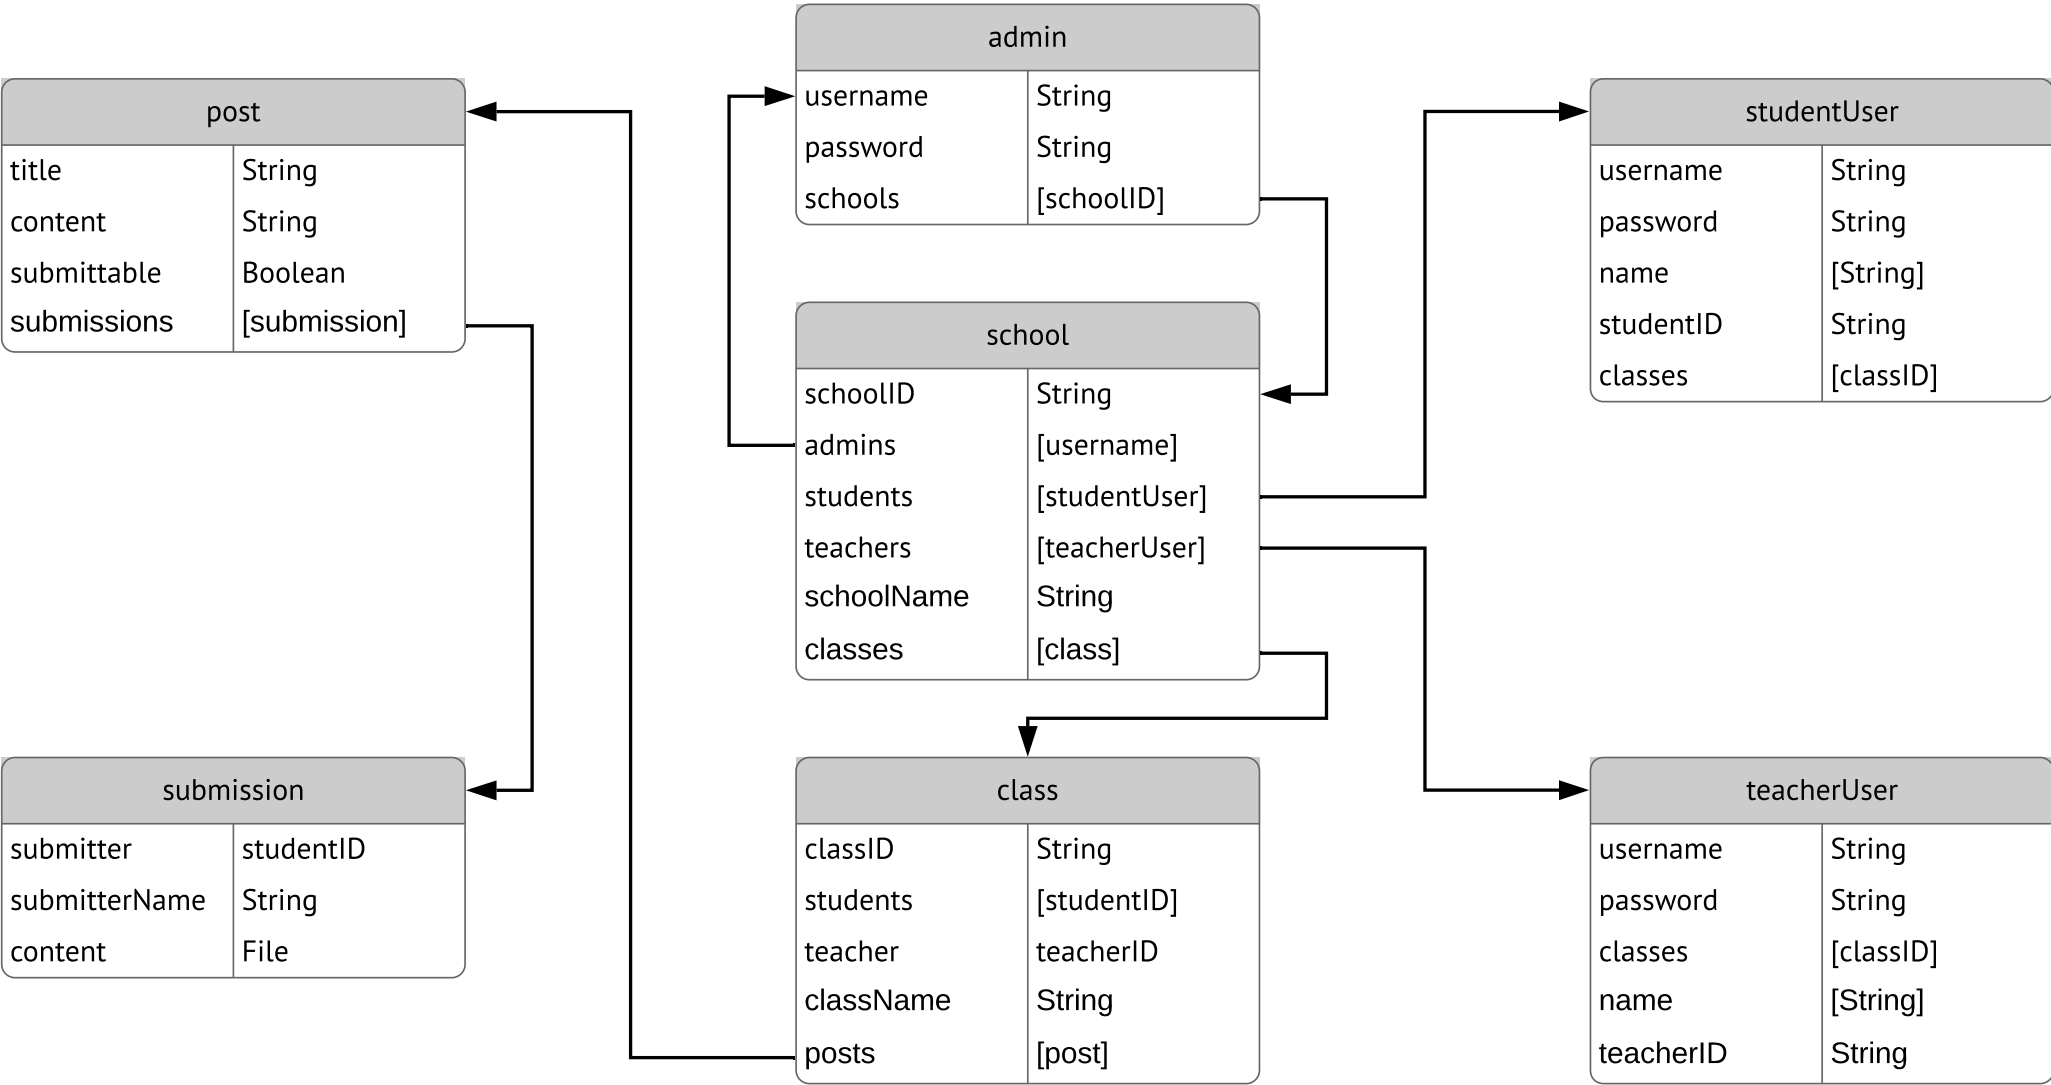 admin
username String
password String
schools [schoolID]
post
title String
content String
submittable Boolean
submissions [submission]
studentUser
username String
password String
name [String]
studentID String
classes [classID]
school
schoolID String
admins [username]
students [studentUser]
teachers [teacherUser]
schoolName String
classes [class]
submission
submitter studentID
submitterName String
content File
class
classID String
students [studentID]
teacher teacherID
className String
posts [post]
teacherUser
username String
password String
classes [classID]
name [String]
teacherID String